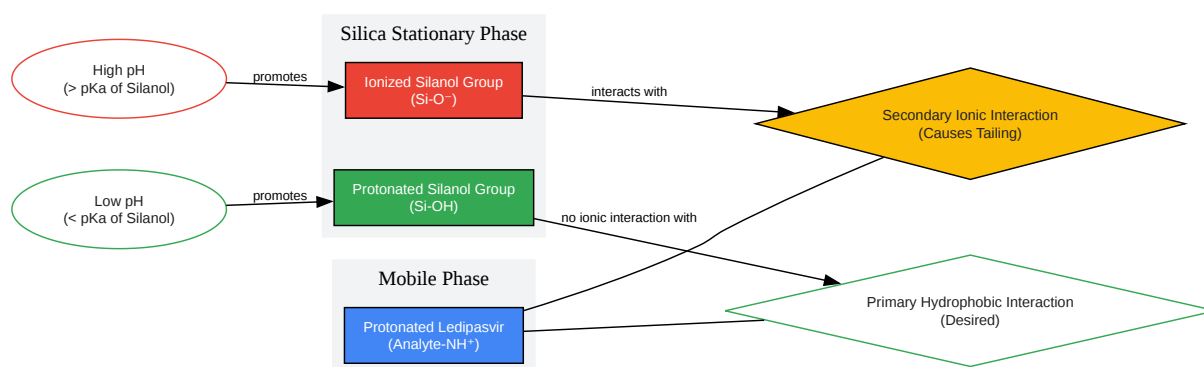 Silica Stationary Phase
High pH
(> pKa of Silanol)
promotes
Ionized Silanol Group
(Si-O⁻)
interacts with
Secondary Ionic Interaction
(Causes Tailing)
Low pH
(< pKa of Silanol)
promotes
Protonated Silanol Group
(Si-OH)
no ionic interaction with
Mobile Phase
Protonated Ledipasvir
(Analyte-NH⁺)
Primary Hydrophobic Interaction
(Desired)